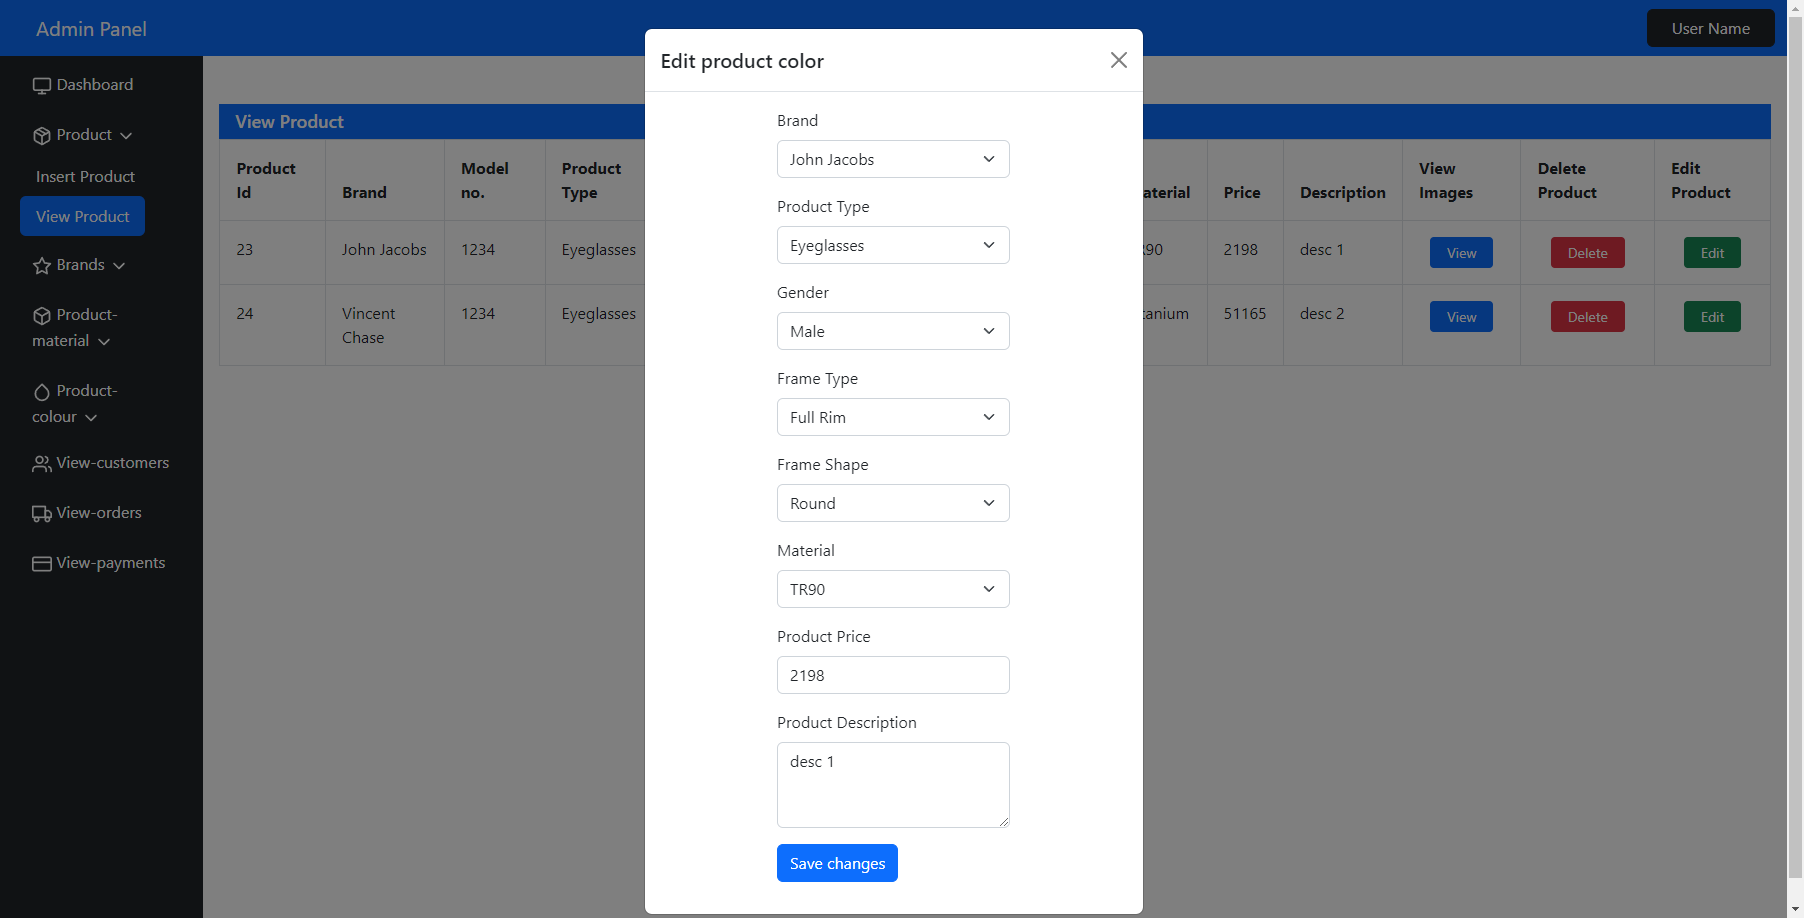 Admin Panel
User Name
Dashboard
Product
Insert Product
View Product
Brands
Product-
material
Product-
colour
View-customers
View-orders
View-payments
View Product
Product
Id
Brand
Model
no.
Product
Type
Price
Description
View
Images
Delete
Product
Edit
Product
23
John Jacobs
1234
Eyeglasses
2198
desc 1
View
Delete
Edit
24
Vincent
Chase
1234
Eyeglasses
51165
desc 2
View
Delete
Edit
Edit product color
Brand
John Jacobs
Product Type
Eyeglasses
Gender
Male
Frame Type
Full Rim
Frame Shape
Round
Material
TR90
Product Price
2198
Product Description
desc 1
Save changes